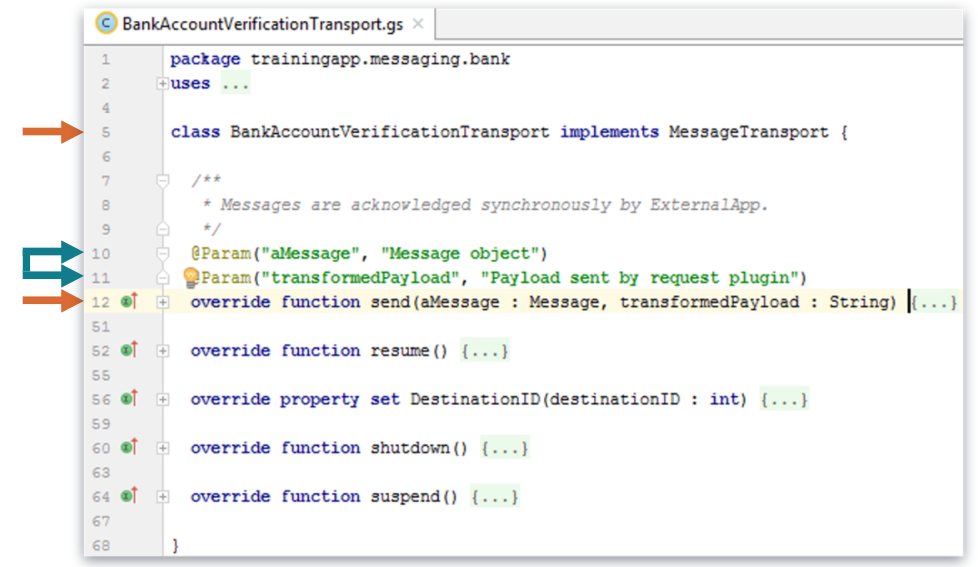 C BankAccountVerificationTransport.gs ×
1 package trainingapp.messaging.bank
2 uses ...
4
5 class BankAccountVerificationTransport implements MessageTransport {
6
7 /**
8 * Messages are acknowledged synchronously by ExternalApp.
9 */
10 @Param("aMessage", "Message object")
11 @Param("transformedPayload", "Payload sent by request plugin")
12 override function send(aMessage : Message, transformedPayload : String) {...}
51
52 override function resume() {...}
55
56 override property set DestinationID(destinationID : int) {...}
59
60 override function shutdown() {...}
63
64 override function suspend() {...}
67
68 }